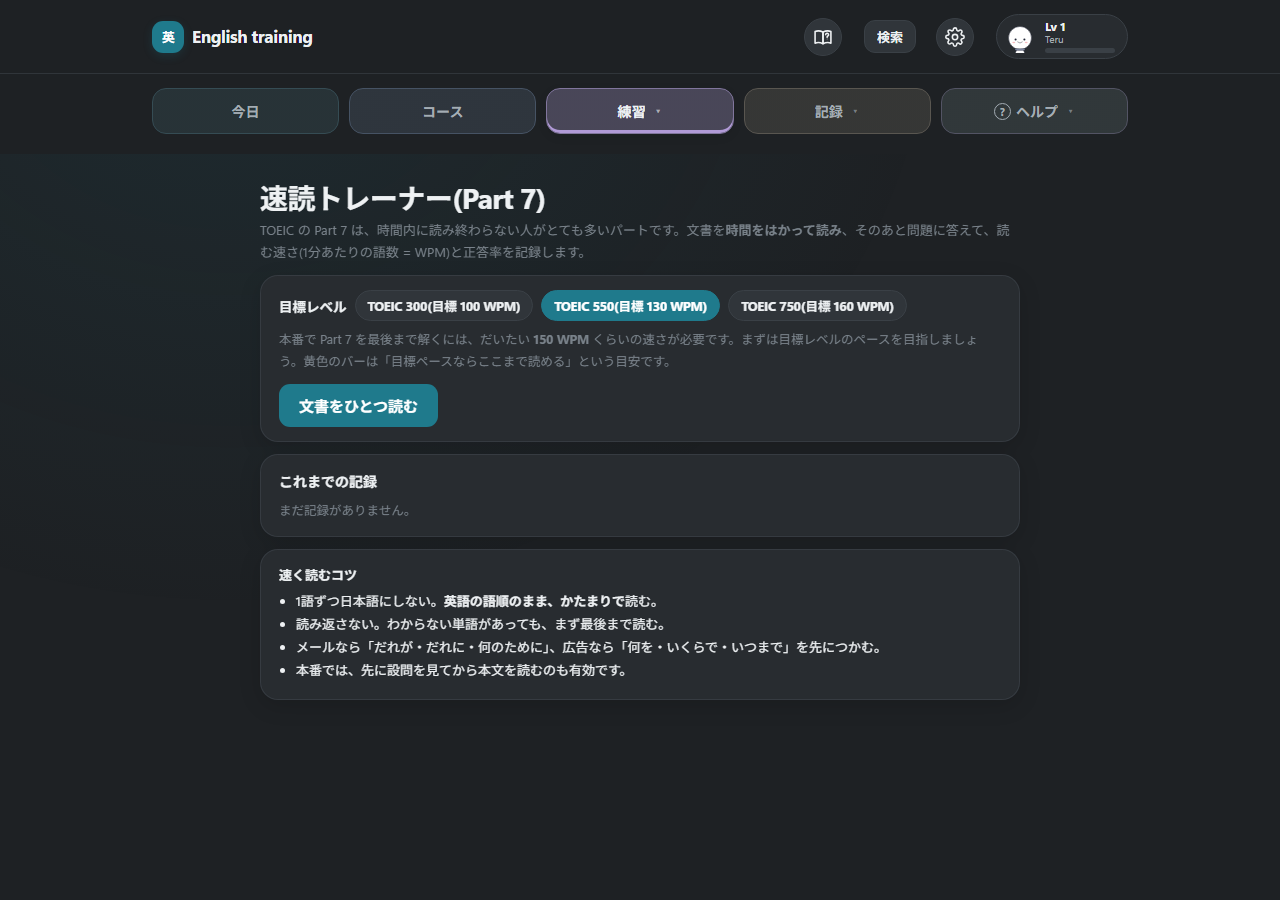 英 English training
検索
Lv 1
Teru
今日
コース
練習
記録
? ヘルプ
速読トレーナー(Part 7)
TOEIC の Part 7 は、時間内に読み終わらない人がとても多いパートです。文書を時間をはかって読み、そのあと問題に答えて、読
む速さ(1分あたりの語数 = WPM)と正答率を記録します。
目標レベル TOEIC 300(目標 100 WPM) TOEIC 550(目標 130 WPM) TOEIC 750(目標 160 WPM)
本番で Part 7 を最後まで解くには、だいたい 150 WPM くらいの速さが必要です。まずは目標レベルのペースを目指しましょ
う。黄色のバーは「目標ペースならここまで読める」という目安です。
文書をひとつ読む
これまでの記録
まだ記録がありません。
速く読むコツ
1語ずつ日本語にしない。英語の語順のまま、かたまりで読む。
読み返さない。わからない単語があっても、まず最後まで読む。
メールなら「だれが・だれに・何のために」、広告なら「何を・いくらで・いつまで」を先につかむ。
本番では、先に設問を見てから本文を読むのも有効です。